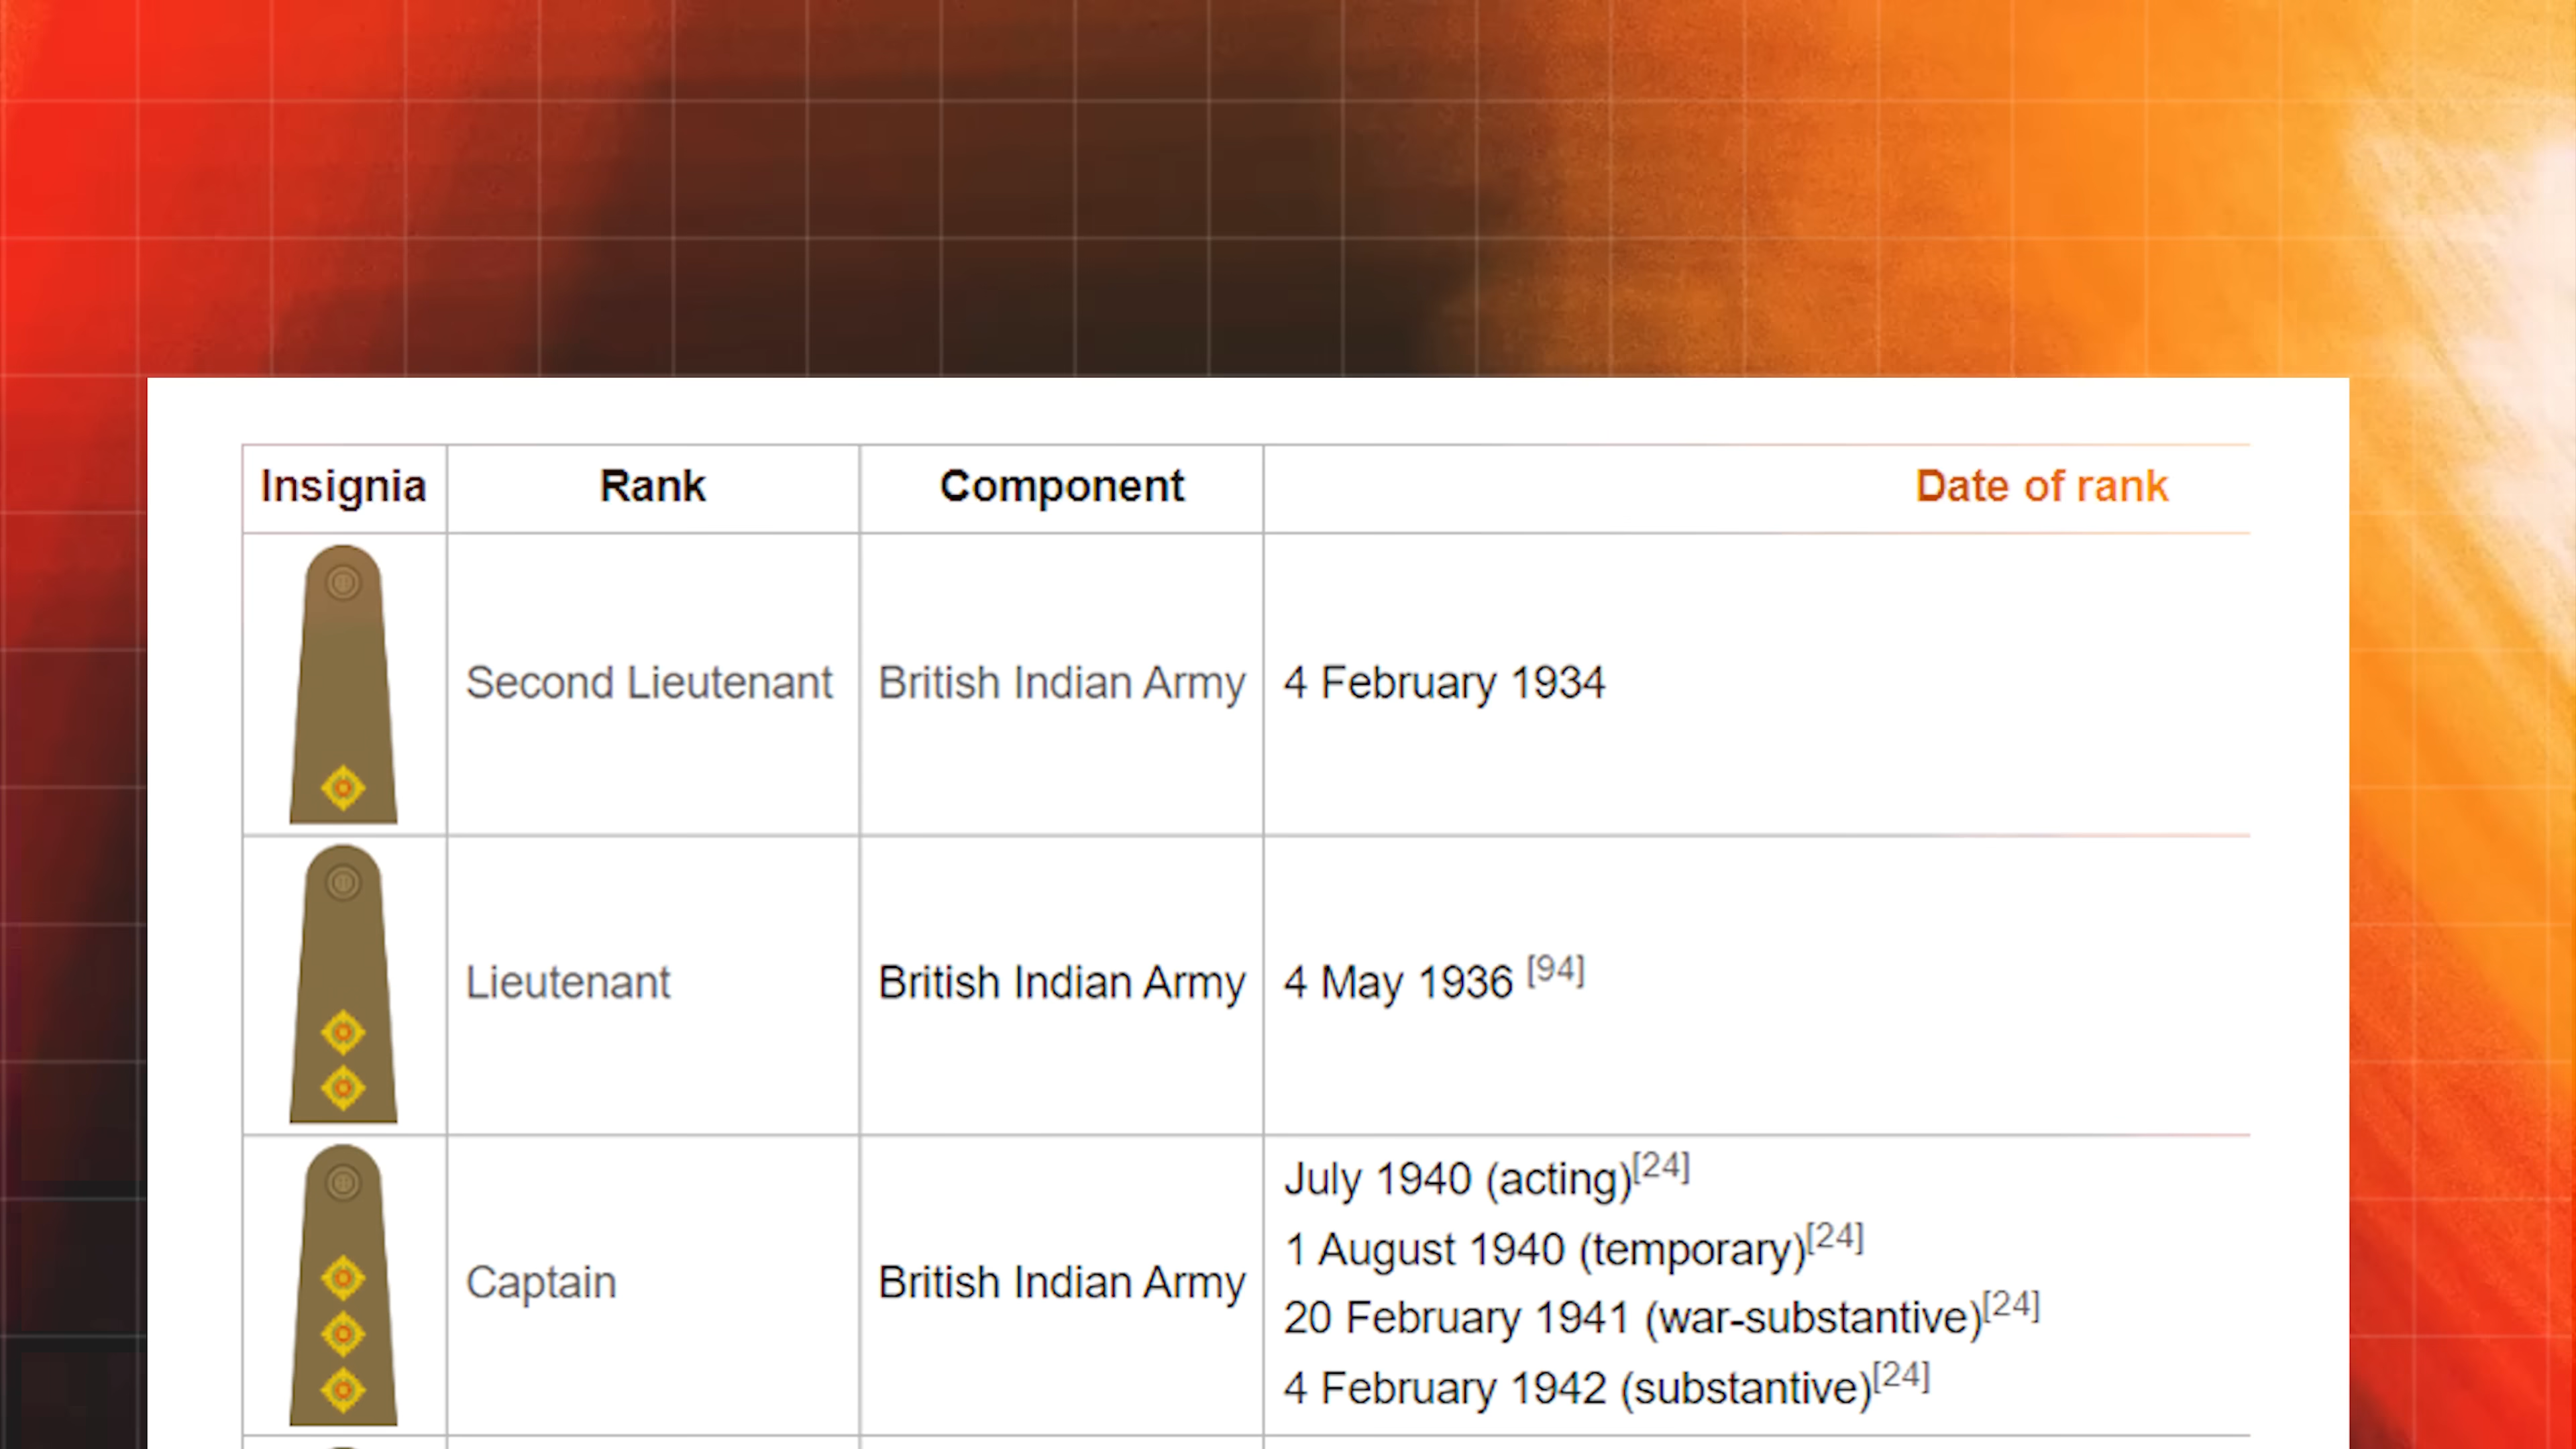 Insignia Rank Component Date of rank
Second Lieutenant British Indian Army 4 February 1934
Lieutenant British Indian Army 4 May 1936 [94]
Captain British Indian Army July 1940 (acting)[24]
1 August 1940 (temporary)[24]
20 February 1941 (war-substantive)[24]
4 February 1942 (substantive)[24]